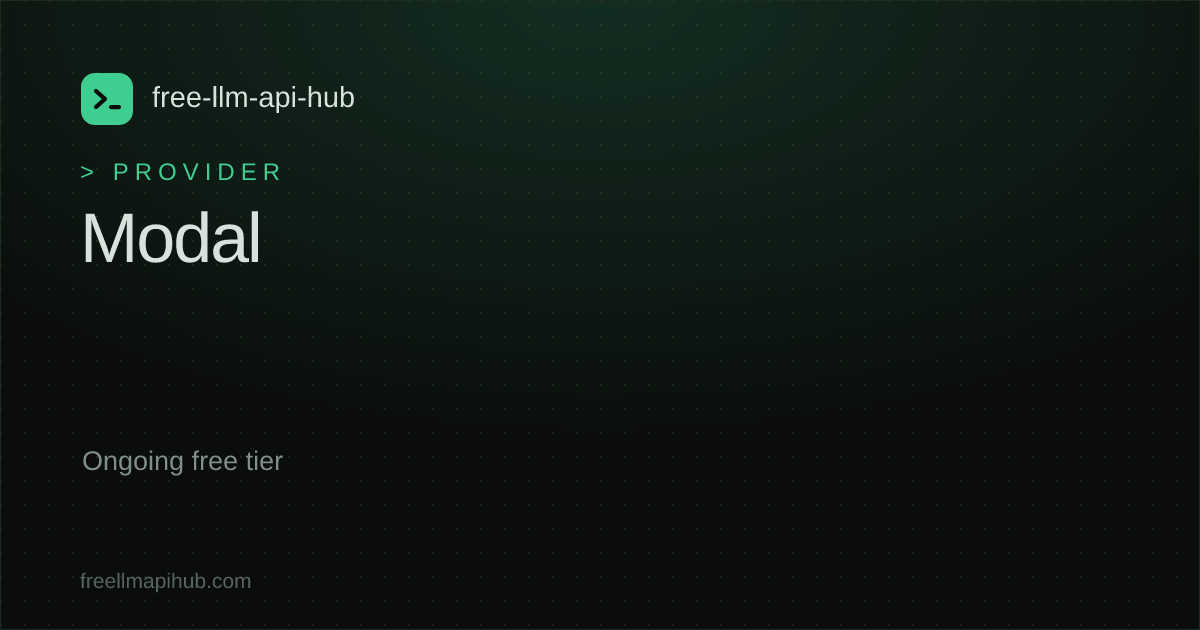 free-llm-api-hub
> PROVIDER
Modal
Ongoing free tier
freellmapihub.com